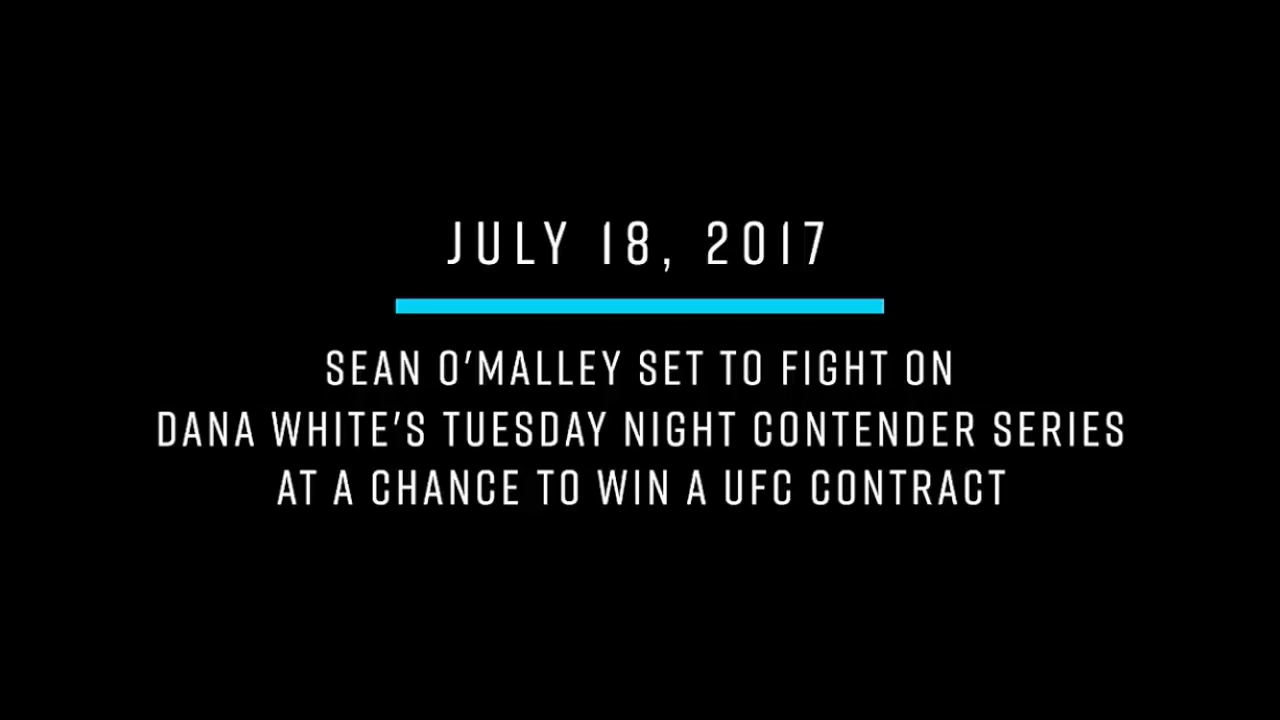 JULY 18, 2017
SEAN O'MALLEY SET TO FIGHT ON
DANA WHITE'S TUESDAY NIGHT CONTENDER SERIES
AT A CHANCE TO WIN A UFC CONTRACT